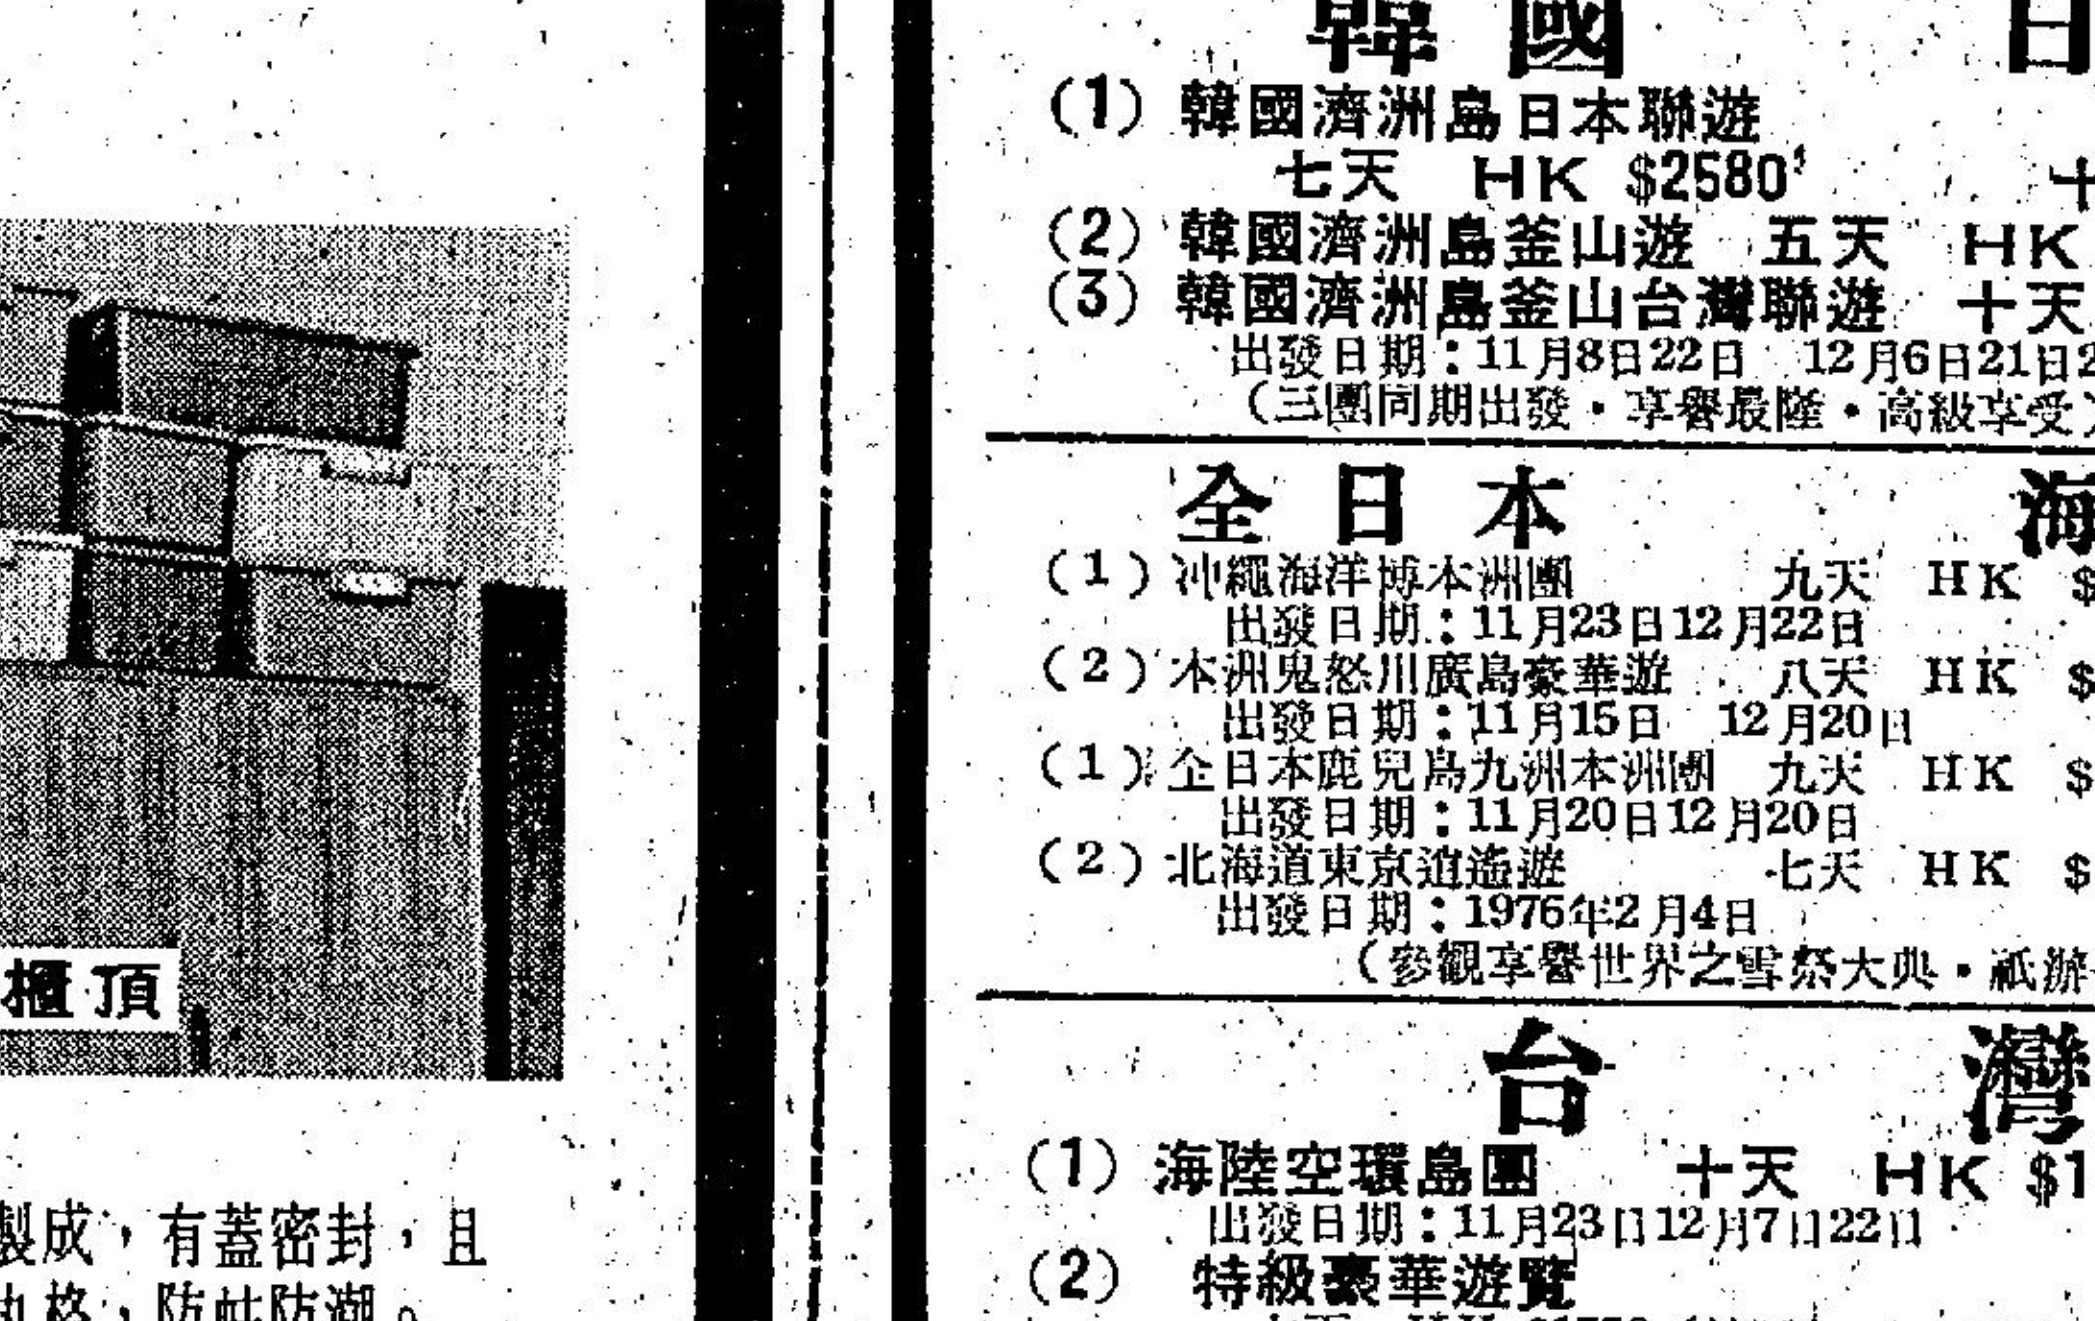 櫃頂
製成，有蓋密封，且
格，防蛀防潮。
韓國 日
(1) 韓國濟洲島日本聯遊
七天 HK $2580
(2) 韓國濟洲島釜山遊 五天 HK
(3) 韓國濟洲島釜山台灣聯遊 十天
出發日期：11月8日22日 12月6日21日2
（三團同期出發・享譽最隆・高級享受）
全日本 海
(1) 冲繩海洋博本洲團 九天 HK $
出發日期：11月23日12月22日
(2) 本洲鬼怒川廣島豪華遊 八天 HK $
出發日期：11月15日 12月20日
(1) 全日本鹿兒島九洲本洲團 九天 HK $
出發日期：11月20日12月20日
(2) 北海道東京逍遙遊 七天 HK $
出發日期：1976年2月4日
（參觀享譽世界之雪祭大典・祇辦
台灣
(1) 海陸空環島團 十天 HK $1
出發日期：11月23日12月7日22日
(2) 特級豪華遊覽